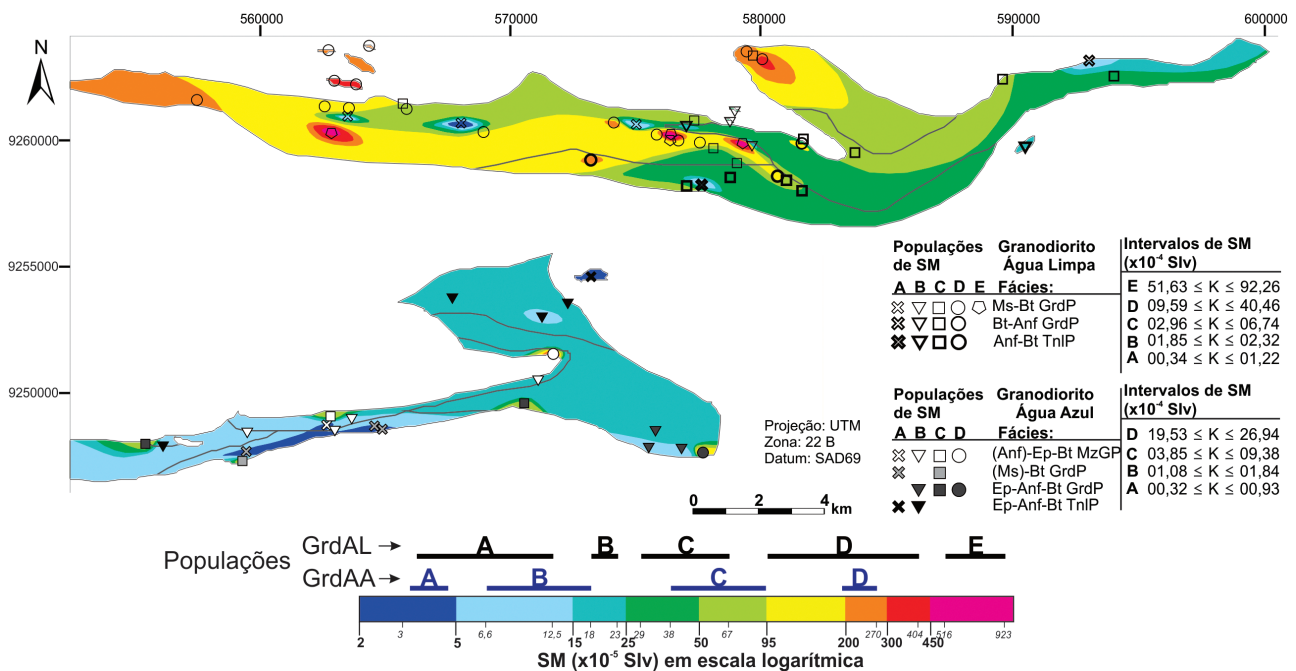 560000 570000 580000 590000 600000
N
9260000
9255000
9250000
Populações de SM
Granodiorito Água Limpa
Intervalos de SM (x10⁻⁴ SIv)
A B C D E Fácies:
Ms-Bt GrdP
Bt-Anf GrdP
Anf-Bt TnlP
E 51,63 ≤ K ≤ 92,26
D 09,59 ≤ K ≤ 40,46
C 02,96 ≤ K ≤ 06,74
B 01,85 ≤ K ≤ 02,32
A 00,34 ≤ K ≤ 01,22
Populações de SM
Granodiorito Água Azul
Intervalos de SM (x10⁻⁴ SIv)
A B C D Fácies:
(Anf)-Ep-Bt MzGP
(Ms)-Bt GrdP
Ep-Anf-Bt GrdP
Ep-Anf-Bt TnlP
D 19,53 ≤ K ≤ 26,94
C 03,85 ≤ K ≤ 09,38
B 01,08 ≤ K ≤ 01,84
A 00,32 ≤ K ≤ 00,93
Projeção: UTM
Zona: 22 B
Datum: SAD69
0 2 4 km
Populações
GrdAL → A B C D E
GrdAA → A B C D
2 3 5 6,6 12,5 15 18 23 25 29 38 50 67 95 200 270 300 404 450 516 923
SM (x10⁻⁵ SIv) em escala logarítmica